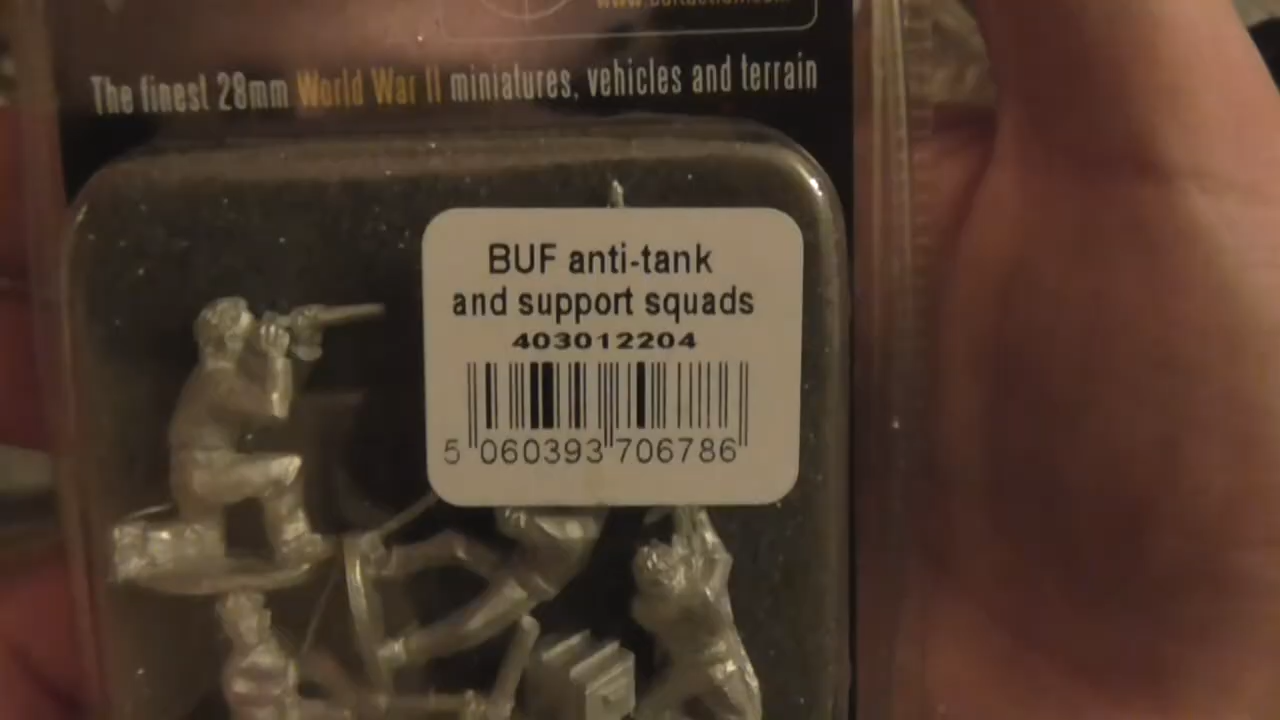 The finest 28mm World War II miniatures, vehicles and terrain
BUF anti-tank
and support squads
403012204
5 060393 706786